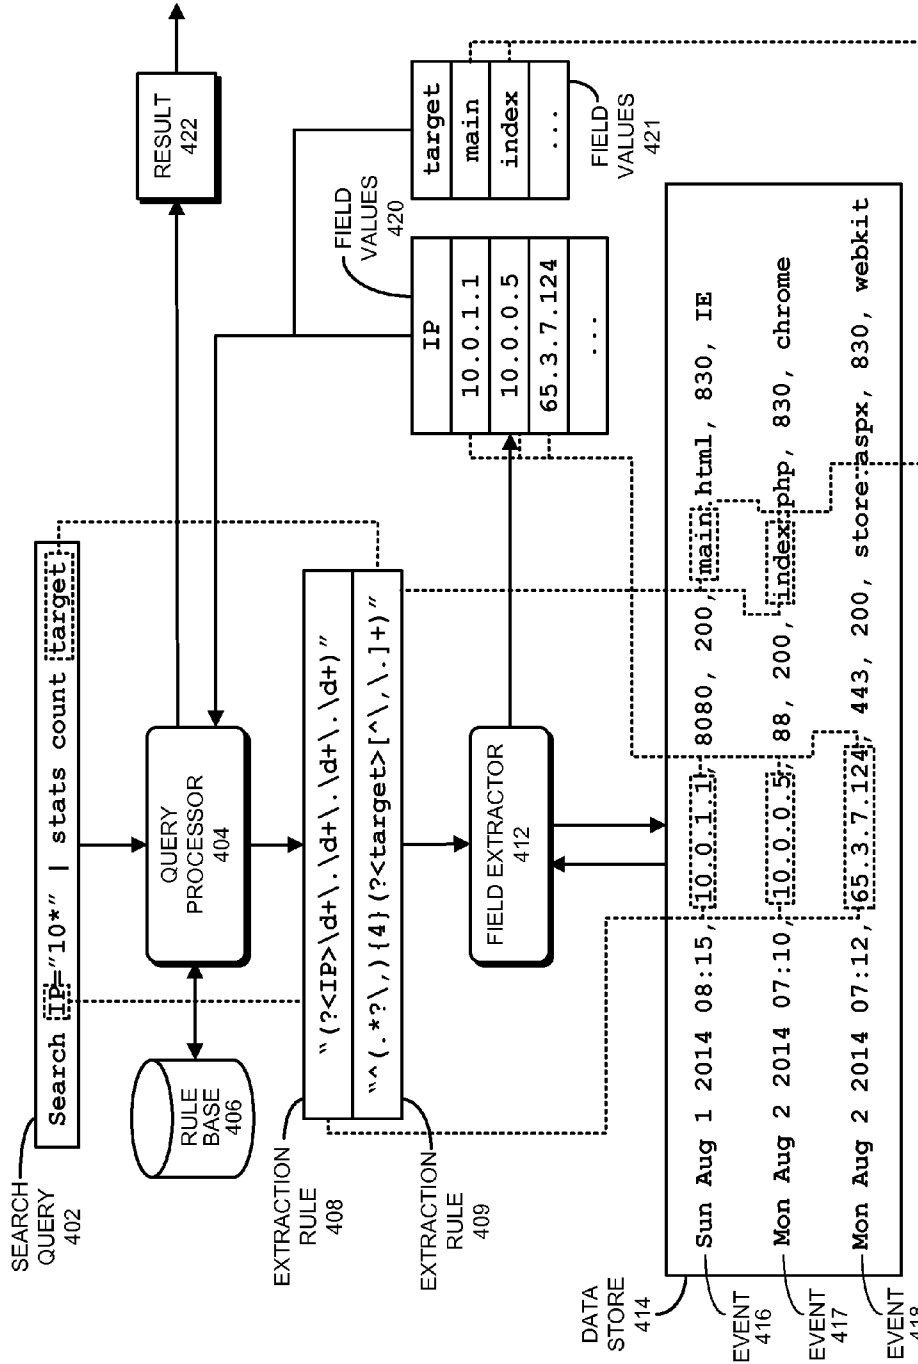 SEARCH
QUERY
402
Search IP="10*" | stats count target
RULE
BASE
406
QUERY
PROCESSOR
404
RESULT
422
EXTRACTION
RULE
408
"(?<IP>\d+\.\d+\.\d+\.\d+)"
"^(.*?\,){4}(?<target>[^\,\.]+)"
EXTRACTION
RULE
409
FIELD EXTRACTOR
412
FIELD
VALUES
420
IP
10.0.1.1
10.0.0.5
65.3.7.124
...
target
main
index
...
FIELD
VALUES
421
DATA
STORE
414
EVENT
416
Sun Aug 1 2014 08:15, 10.0.1.1, 8080, 200, main.html, 830, IE
EVENT
417
Mon Aug 2 2014 07:10, 10.0.0.5, 88, 200, index.php, 830, chrome
EVENT
418
Mon Aug 2 2014 07:12, 65.3.7.124, 443, 200, store.aspx, 830, webkit